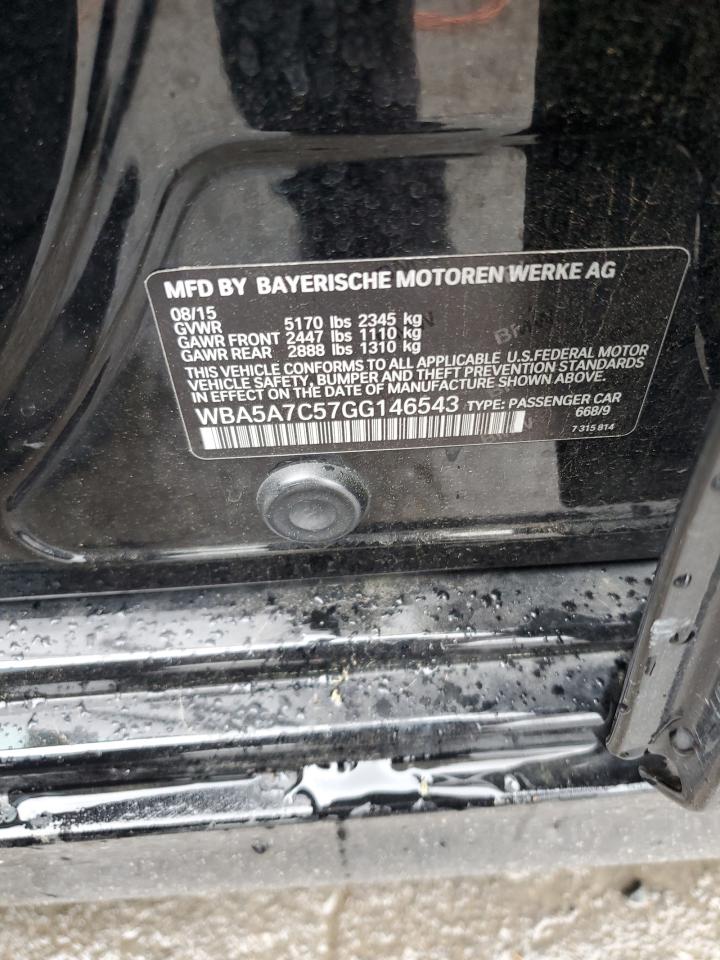 MFD BY BAYERISCHE MOTOREN WERKE AG
08/15
GVWR 5170 lbs 2345 kg
GAWR FRONT 2447 lbs 1110 kg
GAWR REAR 2888 lbs 1310 kg
THIS VEHICLE CONFORMS TO ALL APPLICABLE U.S.FEDERAL MOTOR
VEHICLE SAFETY, BUMPER AND THEFT PREVENTION STANDARDS
IN EFFECT ON THE DATE OF MANUFACTURE SHOWN ABOVE.
WBA5A7C57GG146543 TYPE: PASSENGER CAR
668/9
7 315 814